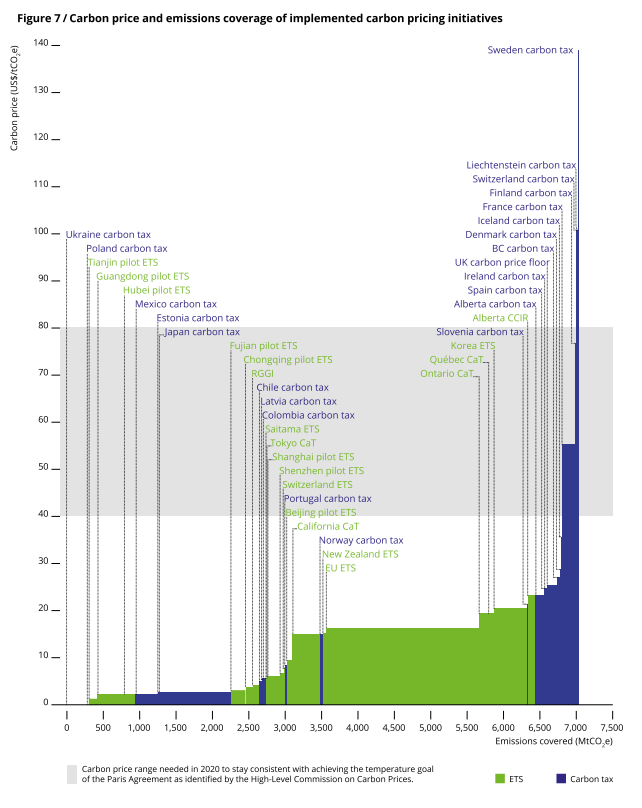 Figure 7 / Carbon price and emissions coverage of implemented carbon pricing initiatives
Carbon price (US$/tCO2e)
140
130
120
110
100
90
80
70
60
50
40
30
20
10
0
Sweden carbon tax
Liechtenstein carbon tax
Switzerland carbon tax
Finland carbon tax
France carbon tax
Iceland carbon tax
Denmark carbon tax
BC carbon tax
UK carbon price floor
Ireland carbon tax
Spain carbon tax
Alberta carbon tax
Alberta CCIR
Slovenia carbon tax
Korea ETS
Québec CaT
Ontario CaT
Ukraine carbon tax
Poland carbon tax
Tianjin pilot ETS
Guangdong pilot ETS
Hubei pilot ETS
Mexico carbon tax
Estonia carbon tax
Japan carbon tax
Fujian pilot ETS
Chongqing pilot ETS
RGGI
Chile carbon tax
Latvia carbon tax
Colombia carbon tax
Saitama ETS
Tokyo CaT
Shanghai pilot ETS
Shenzhen pilot ETS
Switzerland ETS
Portugal carbon tax
Beijing pilot ETS
California CaT
Norway carbon tax
New Zealand ETS
EU ETS
0 500 1,000 1,500 2,000 2,500 3,000 3,500 4,000 4,500 5,000 5,500 6,000 6,500 7,000 7,500
Emissions covered (MtCO2e)
Carbon price range needed in 2020 to stay consistent with achieving the temperature goal
of the Paris Agreement as identified by the High-Level Commission on Carbon Prices.
ETS
Carbon tax